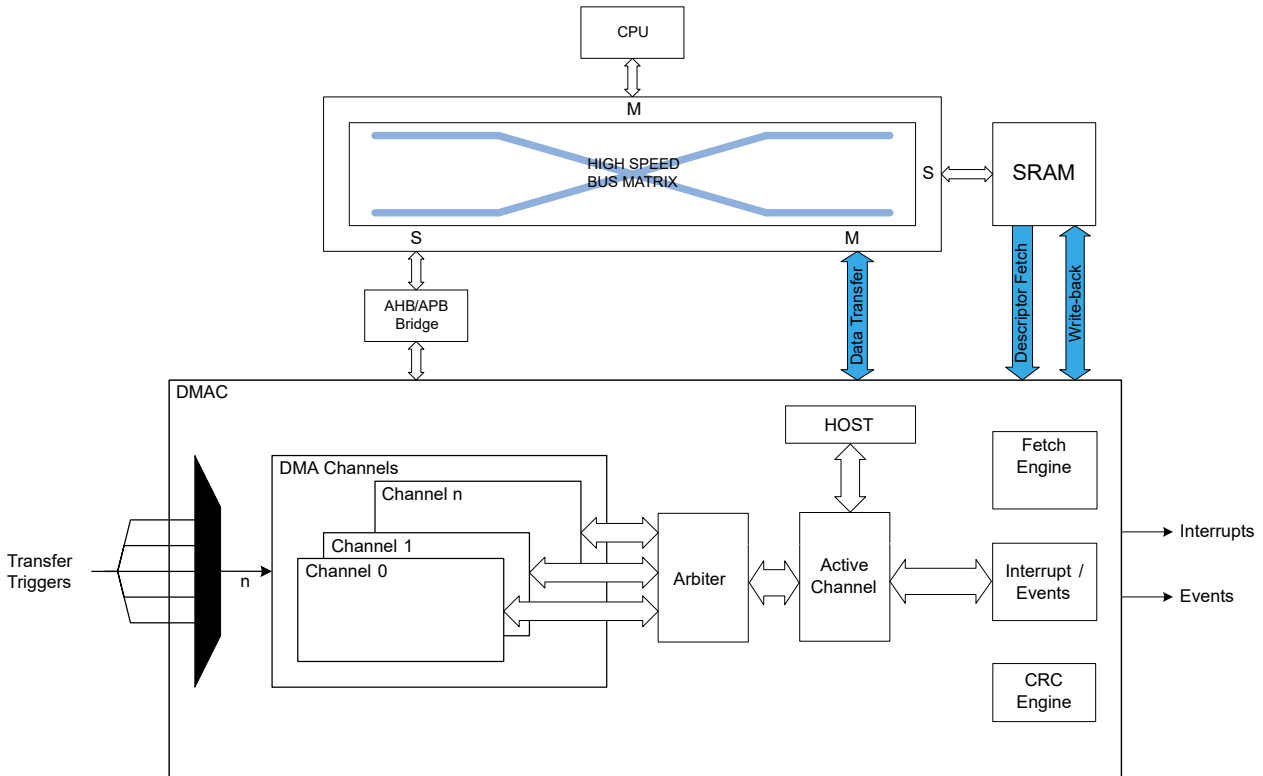 CPU
M
HIGH SPEED
BUS MATRIX
S
SRAM
S
M
AHB/APB
Bridge
Data Transfer
Descriptor Fetch
Write-back
DMAC
HOST
Fetch
Engine
DMA Channels
Channel n
Channel 1
Channel 0
Transfer
Triggers
n
Arbiter
Active
Channel
Interrupt /
Events
Interrupts
Events
CRC
Engine